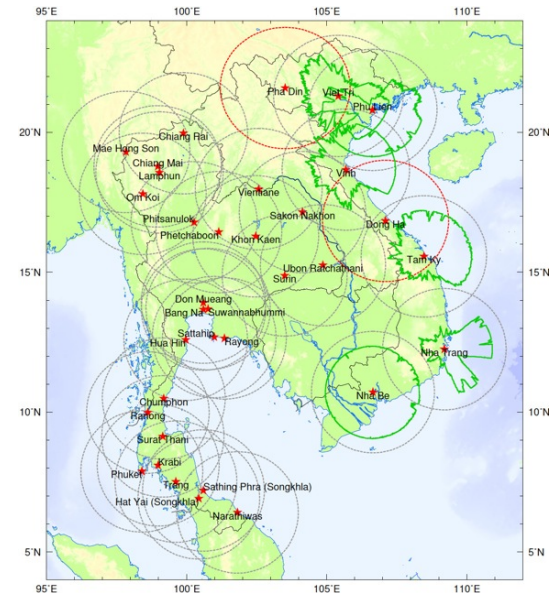 95°E 100°E 105°E 110°E
Pha Din
Viet Tri
Phu Lien
20°N 20°N
Chiang Rai
Mae Hong Son
Chiang Mai
Lamphun
Vinh
Om Koi
Vientiane
Sakon Nakhon
Phitsanulok
Dong Ha
Phetchaboon
Khon Kaen
Tam Ky
15°N 15°N
Ubon Ratchathani
Surin
Don Mueang
Bang Na Suwannabhummi
Sattahip
Hua Hin Rayong
Nha Trang
Nha Be
Chumphon
10°N 10°N
Ranong
Surat Thani
Krabi
Phuket
Trang
Sathing Phra (Songkhla)
Hat Yai (Songkhla)
Narathiwas
5°N 5°N
95°E 100°E 105°E 110°E